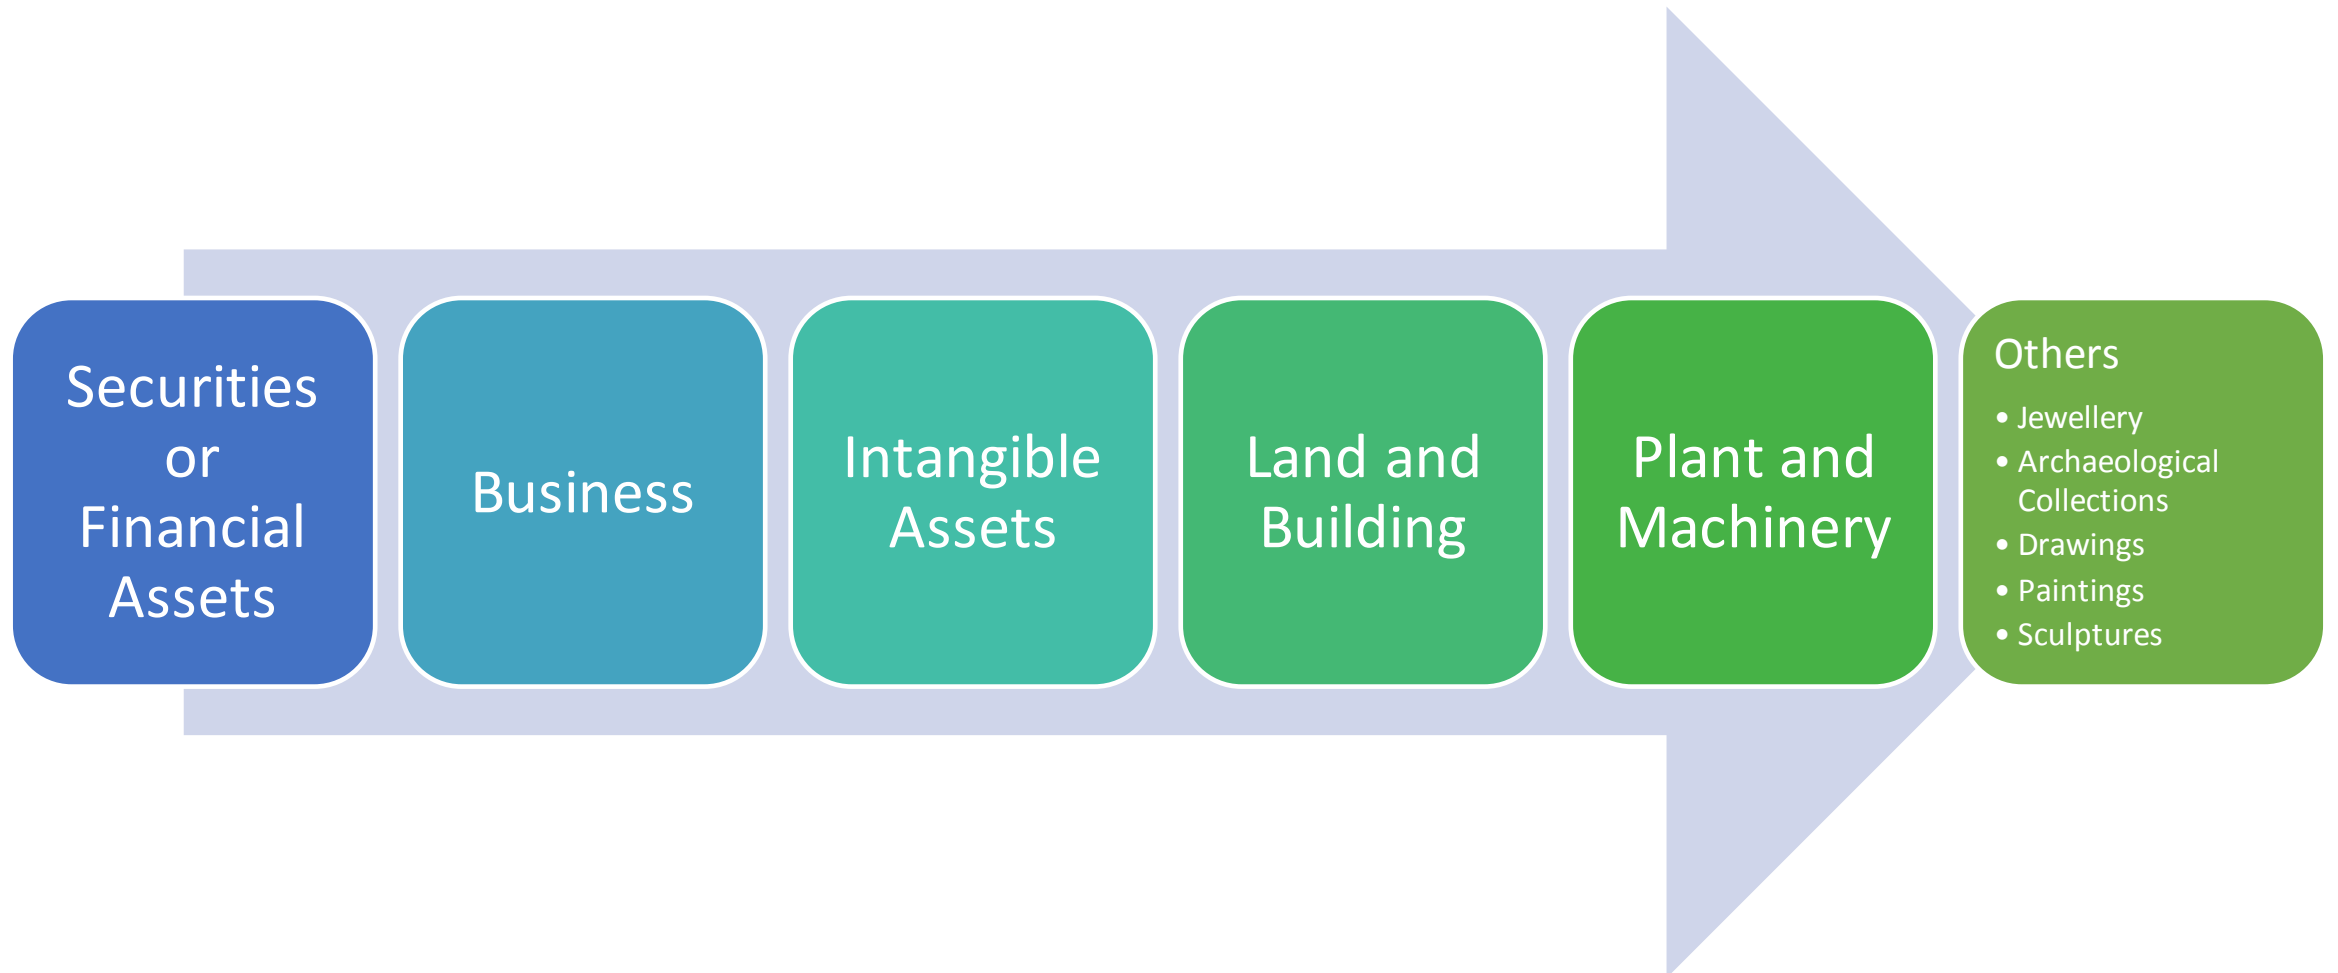 Securities
or
Financial
Assets
Business
Intangible
Assets
Land and
Building
Plant and
Machinery
Others
• Jewellery
• Archaeological
Collections
• Drawings
• Paintings
• Sculptures